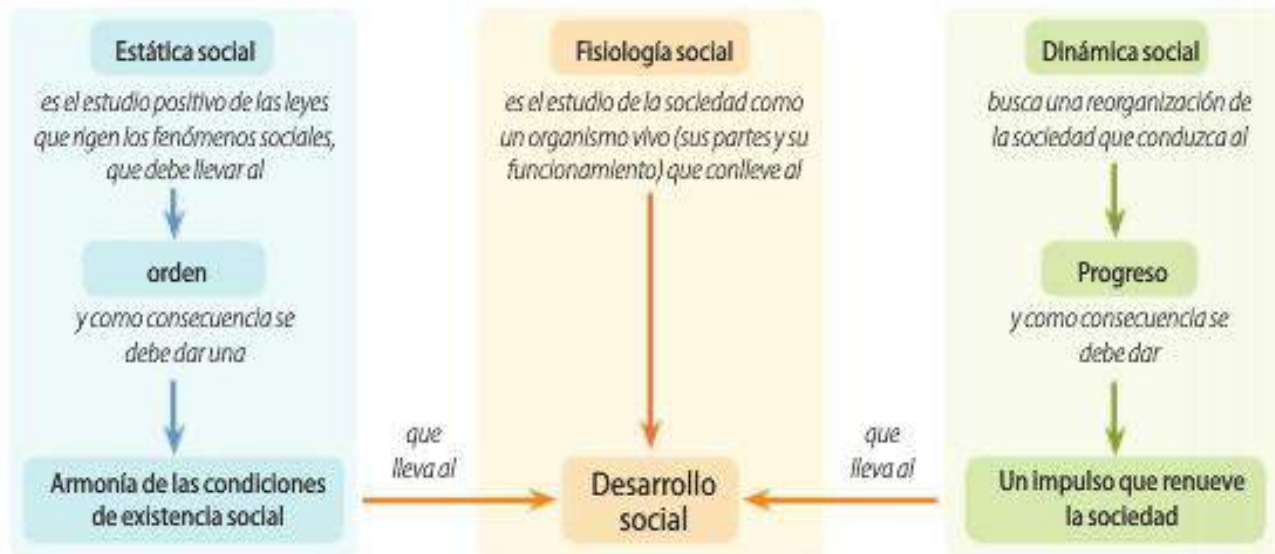 Estática social
es el estudio positivo de las leyes
que rigen los fenómenos sociales,
que debe llevar al
orden
y como consecuencia se
debe dar una
Armonía de las condiciones
de existencia social
que
lleva al
Fisiología social
es el estudio de la sociedad como
un organismo vivo (sus partes y su
funcionamiento) que conlleve al
Desarrollo
social
Dinámica social
busca una reorganización de
la sociedad que conduzca al
Progreso
y como consecuencia se
debe dar
Un impulso que renueve
la sociedad
que
lleva al